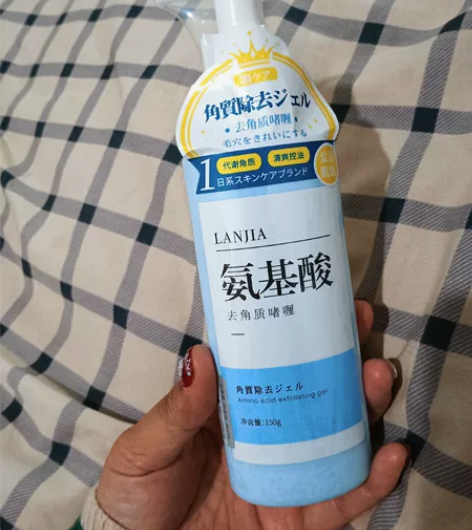 角質除去ジェル
• 去角质啫喱 •
毛穴をきれいにする
代谢角质 清爽控油
1
日系スキンケアブランド
LANJIA
氨基酸
去角质啫喱
角質除去ジェル
Amino acid exfoliating gel
净含量:150g